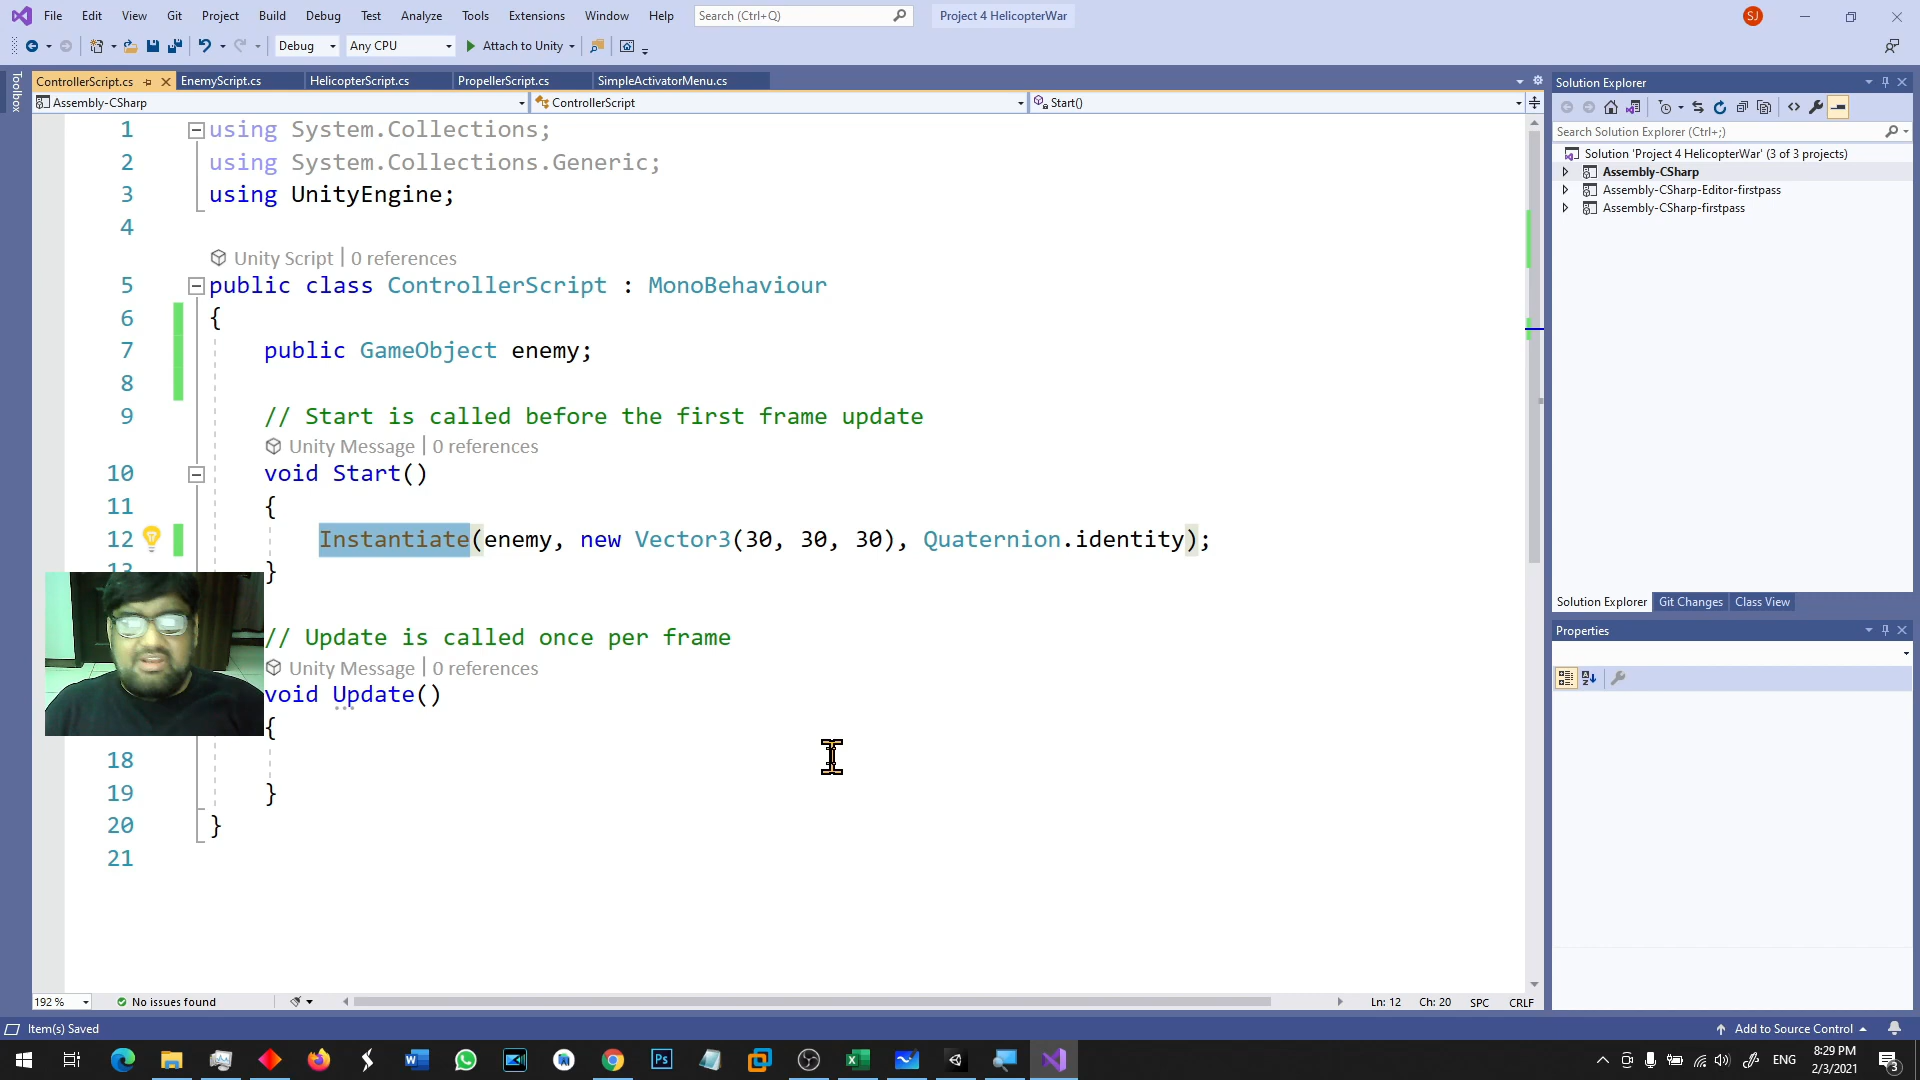 File Edit View Git Project Build Debug Test Analyze Tools Extensions Window Help Search (Ctrl+Q) Project 4 HelicopterWar SJ
Debug Any CPU Attach to Unity
Toolbox
ControllerScript.cs EnemyScript.cs HelicopterScript.cs PropellerScript.cs SimpleActivatorMenu.cs
Assembly-CSharp ControllerScript Start()
1 using System.Collections;
2 using System.Collections.Generic;
3 using UnityEngine;
4
Unity Script | 0 references
5 public class ControllerScript : MonoBehaviour
6 {
7 public GameObject enemy;
8
9 // Start is called before the first frame update
Unity Message | 0 references
10 void Start()
11 {
12 Instantiate(enemy, new Vector3(30, 30, 30), Quaternion.identity);
13 }
// Update is called once per frame
Unity Message | 0 references
void Update()
{
18
19 }
20 }
21
192 % No issues found Ln: 12 Ch: 20 SPC CRLF
Solution Explorer
Search Solution Explorer (Ctrl+;)
Solution 'Project 4 HelicopterWar' (3 of 3 projects)
Assembly-CSharp
Assembly-CSharp-Editor-firstpass
Assembly-CSharp-firstpass
Solution Explorer Git Changes Class View
Properties
Item(s) Saved Add to Source Control
ENG
8:29 PM
2/3/2021
3